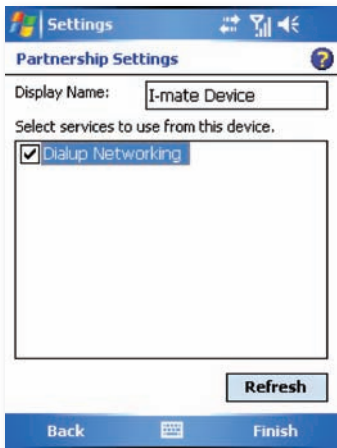 Settings
Partnership Settings
Display Name: I-mate Device
Select services to use from this device.
Dialup Networking
Refresh
Back Finish